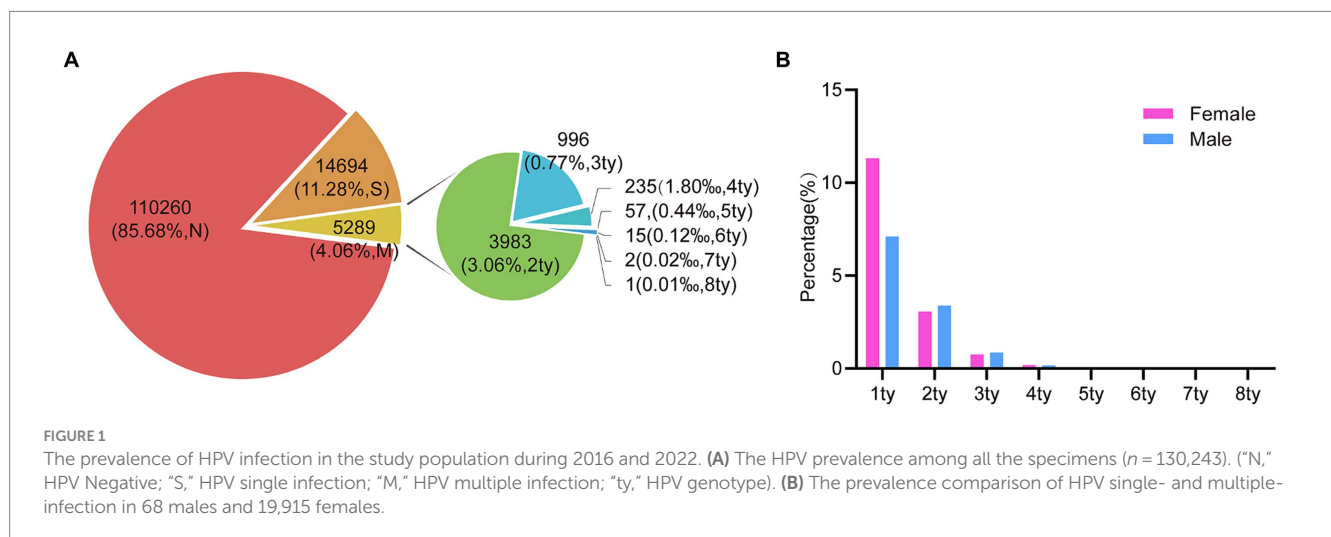 A
110260
(85.68%,N)
14694
(11.28%,S)
5289
(4.06%,M)
3983
(3.06%,2ty)
996
(0.77%,3ty)
235(1.80‰,4ty)
57,(0.44‰,5ty)
15(0.12‰,6ty)
2(0.02‰,7ty)
1(0.01‰,8ty)
B
Percentage(%)
15
10
5
0
Female
Male
1ty 2ty 3ty 4ty 5ty 6ty 7ty 8ty
FIGURE 1
The prevalence of HPV infection in the study population during 2016 and 2022. (A) The HPV prevalence among all the specimens (n = 130,243). ("N,"
HPV Negative; "S," HPV single infection; "M," HPV multiple infection; "ty," HPV genotype). (B) The prevalence comparison of HPV single- and multiple-
infection in 68 males and 19,915 females.